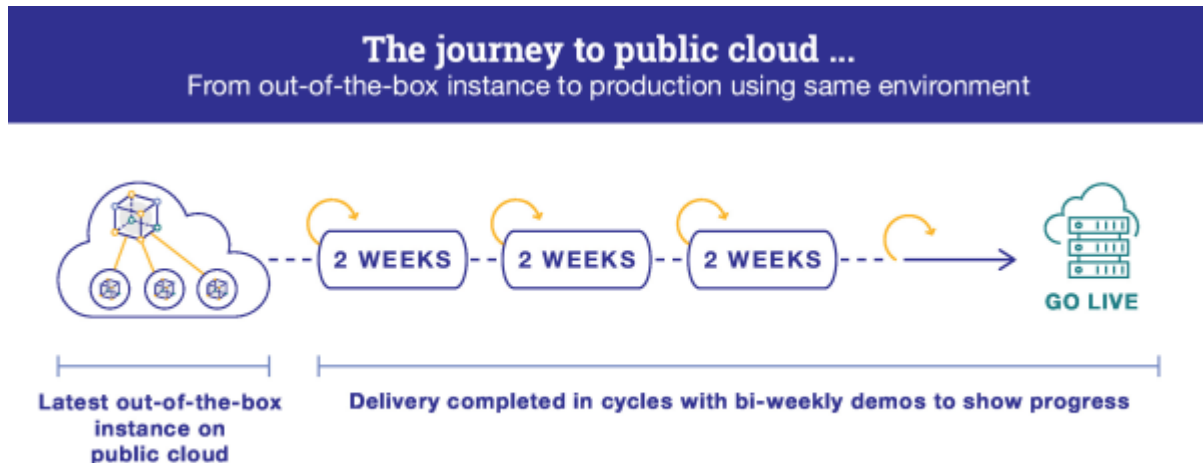 The journey to public cloud ...
From out-of-the-box instance to production using same environment
2 WEEKS
2 WEEKS
2 WEEKS
GO LIVE
Latest out-of-the-box
instance on
public cloud
Delivery completed in cycles with bi-weekly demos to show progress